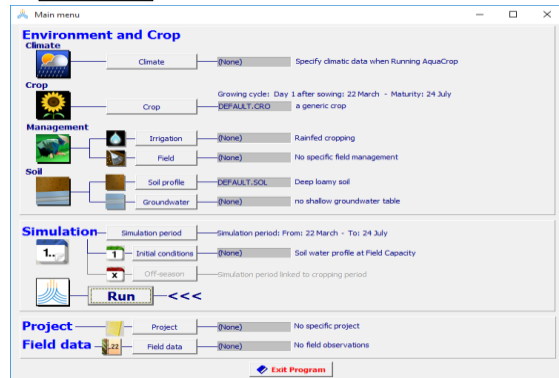 Main menu
Environment and Crop
Climate
Climate (None) Specify climatic data when Running AquaCrop
Crop
Growing cycle: Day 1 after sowing: 22 March - Maturity: 24 July
Crop DEFAULT.CRO a generic crop
Management
Irrigation (None) Rainfed cropping
Field (None) No specific field management
Soil
Soil profile DEFAULT.SOL Deep loamy soil
Groundwater (None) no shallow groundwater table
Simulation Simulation period Simulation period: From: 22 March - To: 24 July
1.. 1 Initial conditions (None) Soil water profile at Field Capacity
x Off-season Simulation period linked to cropping period
Run <<<
Project Project (None) No specific project
Field data .22 Field data (None) No field observations
Exit Program